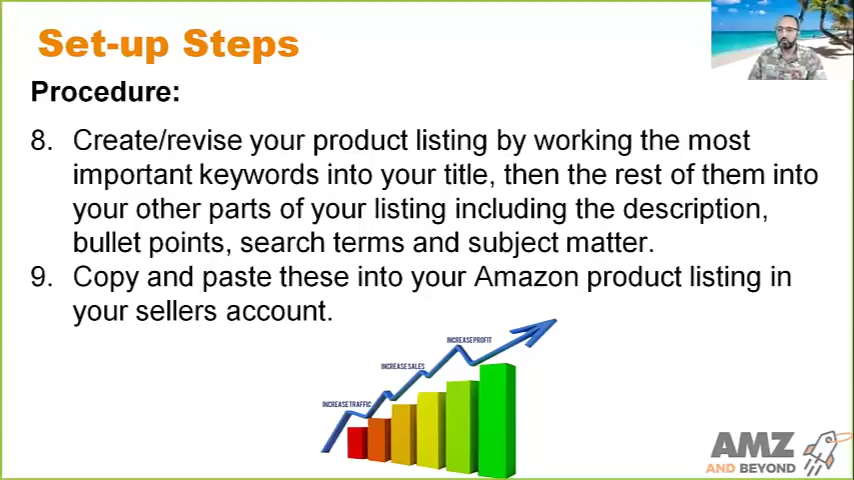 Set-up Steps
Procedure:
8. Create/revise your product listing by working the most
important keywords into your title, then the rest of them into
your other parts of your listing including the description,
bullet points, search terms and subject matter.
9. Copy and paste these into your Amazon product listing in
your sellers account.
INCREASE PROFIT
INCREASE SALES
INCREASE TRAFFIC
AMZ
AND BEYOND